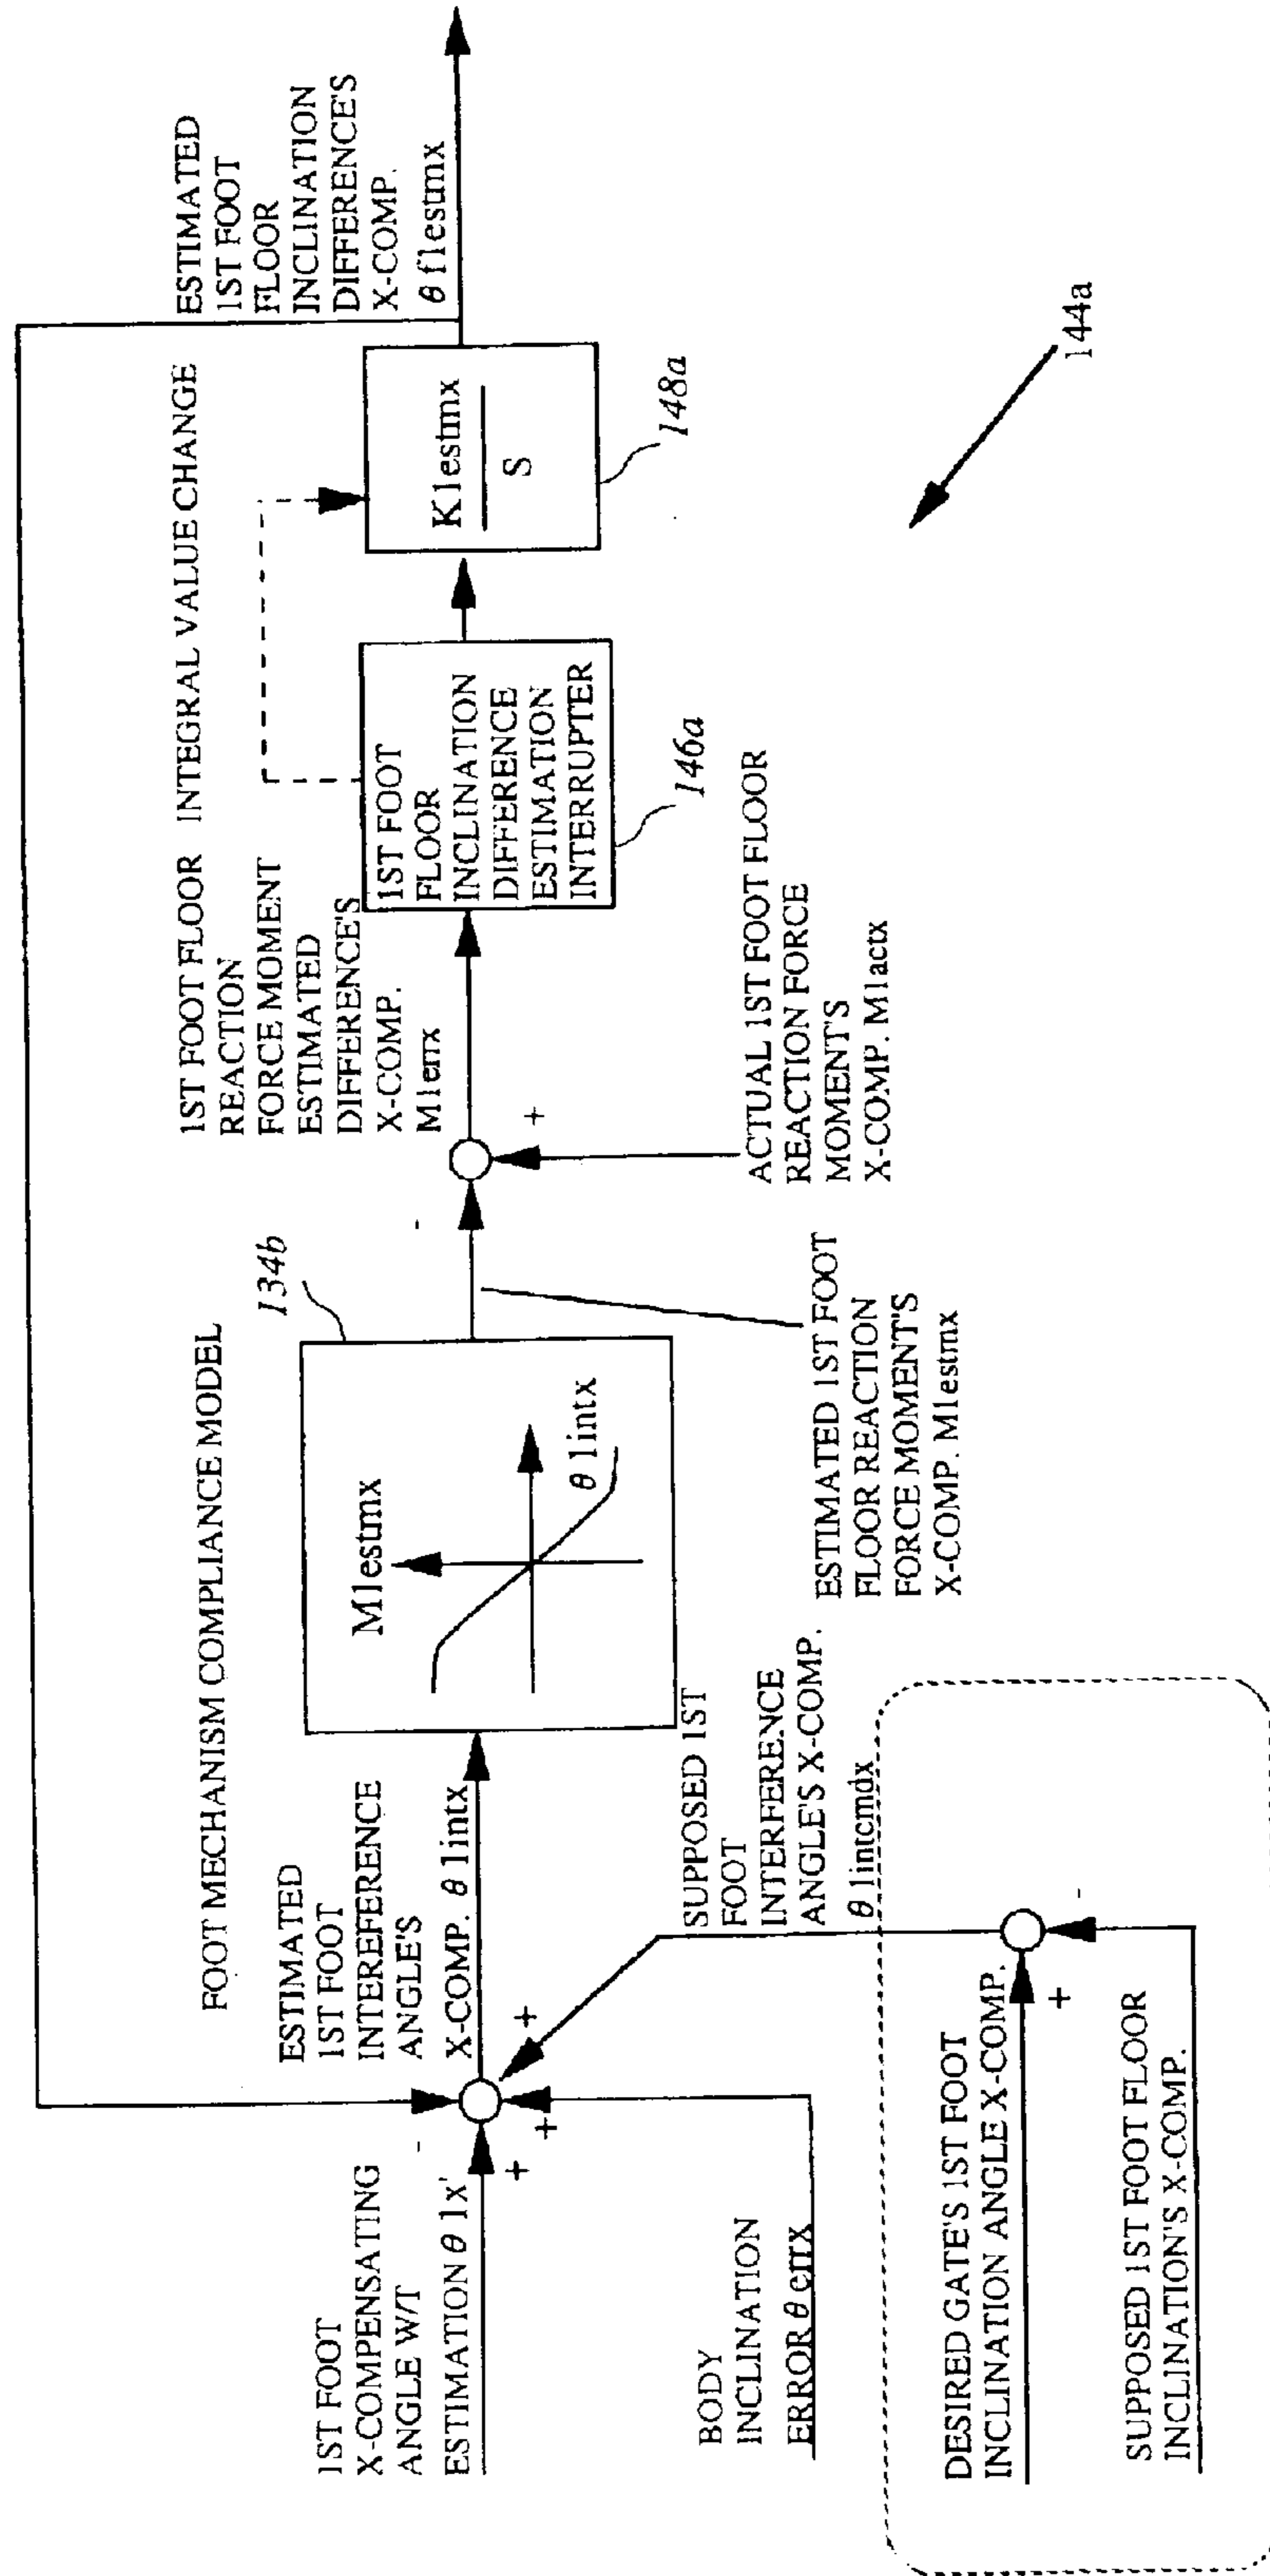 1ST FOOT
X-COMPENSATING
ANGLE W/T
ESTIMATION θ 1x'
-
+
+
+
BODY
INCLINATION
ERROR θ errx
DESIRED GATE'S 1ST FOOT
INCLINATION ANGLE X-COMP.
+
-
SUPPOSED 1ST FOOT FLOOR
INCLINATION'S X-COMP.
SUPPOSED 1ST
FOOT
INTERFERENCE
ANGLE'S X-COMP.
θ 1intcmdx
ESTIMATED
1ST FOOT
INTEREFERENCE
ANGLE'S
X-COMP. θ 1intx
FOOT MECHANISM COMPLIANCE MODEL
134b
M1estmx
θ 1intx
ESTIMATED 1ST FOOT
FLOOR REACTION
FORCE MOMENT'S
X-COMP. M1estmx
-
+
ACTUAL 1ST FOOT FLOOR
REACTION FORCE
MOMENT'S
X-COMP. M1actx
1ST FOOT FLOOR
REACTION
FORCE MOMENT
ESTIMATED
DIFFERENCE'S
X-COMP.
M1errx
INTEGRAL VALUE CHANGE
1ST FOOT
FLOOR
INCLINATION
DIFFERENCE
ESTIMATION
INTERRUPTER
146a
K1estmx
S
148a
ESTIMATED
1ST FOOT
FLOOR
INCLINATION
DIFFERENCE'S
X-COMP.
θ f1estmx
144a